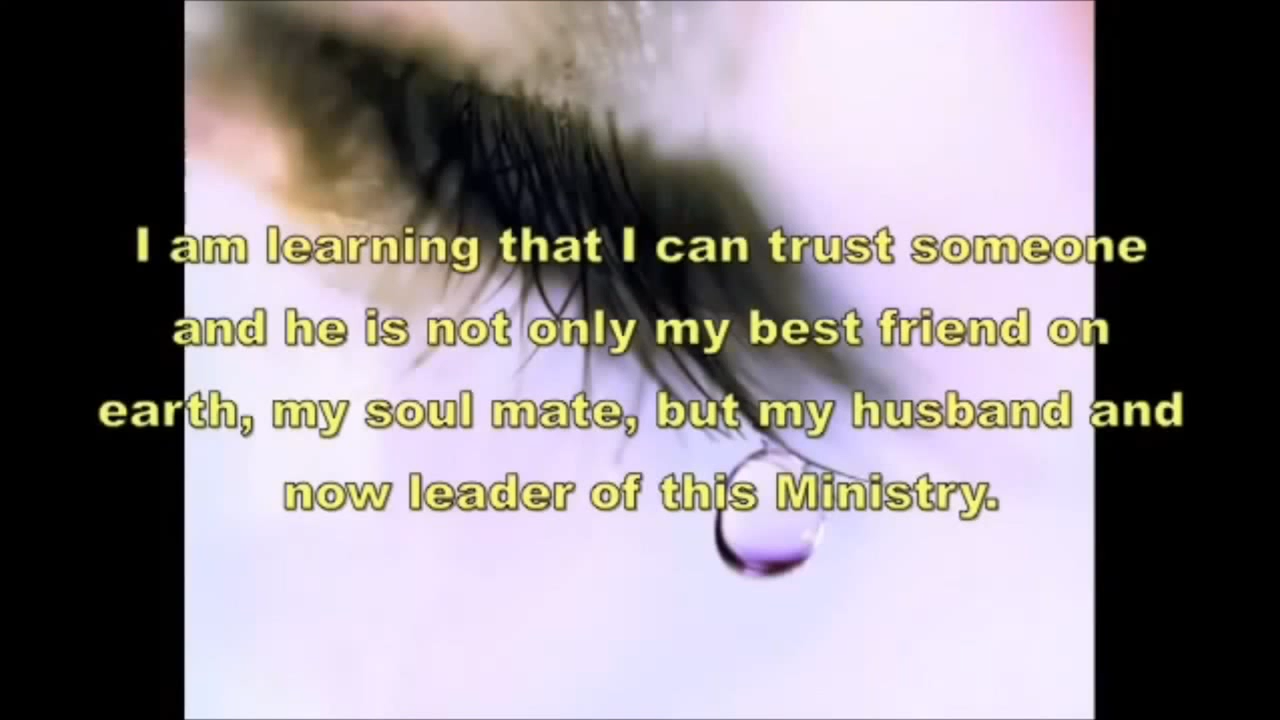 I am learning that I can trust someone
and he is not only my best friend on
earth, my soul mate, but my husband and
now leader of this Ministry.